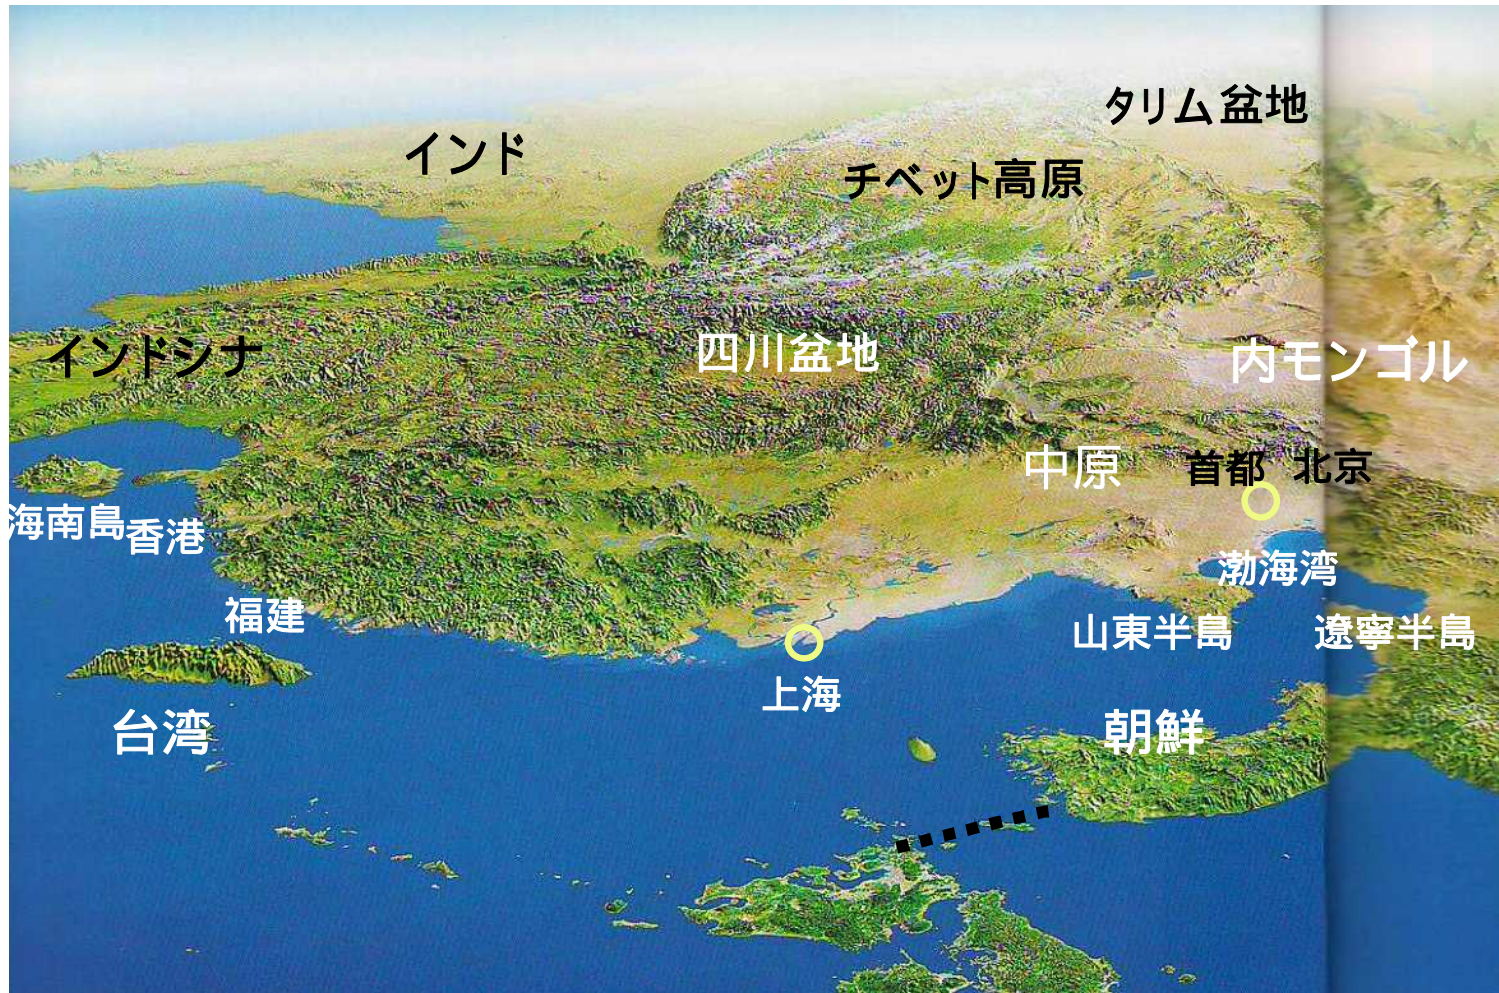 タリム盆地
インド
チベット高原
インドシナ
四川盆地
内モンゴル
中原
首都 北京
海南島
香港
渤海湾
福建
山東半島
遼寧半島
上海
台湾
朝鮮